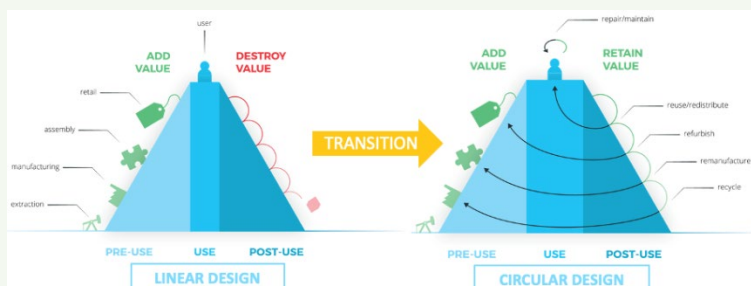 user
ADD
VALUE
DESTROY
VALUE
retail
assembly
manufacturing
extraction
PRE-USE
USE
POST-USE
LINEAR DESIGN
TRANSITION
repair/maintain
ADD
VALUE
RETAIN
VALUE
reuse/redistribute
refurbish
remanufacture
recycle
PRE-USE
USE
POST-USE
CIRCULAR DESIGN